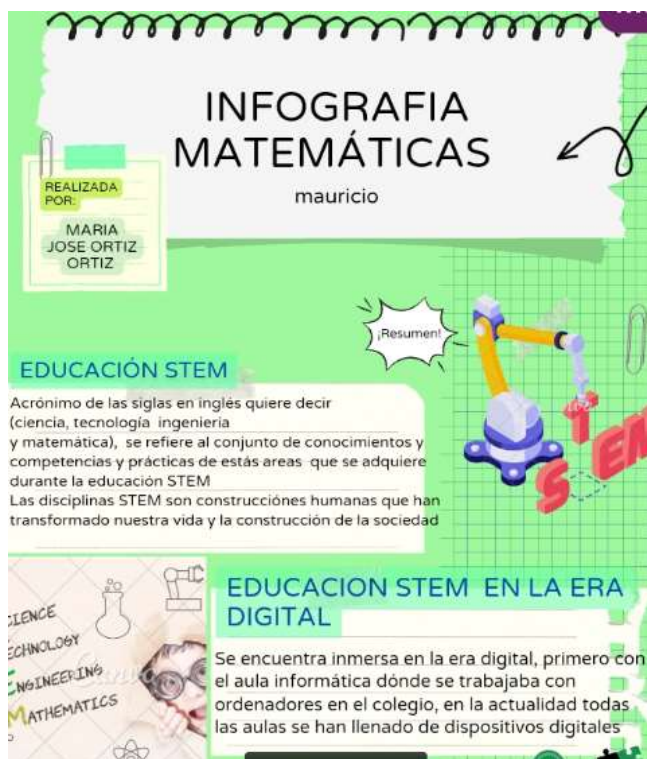 INFOGRAFIA
MATEMÁTICAS
mauricio
REALIZADA
POR:
MARIA
JOSE ORTIZ
ORTIZ
¡Resumen!
EDUCACIÓN STEM
Acrónimo de las siglas en inglés quiere decir
(ciencia, tecnología ingenieria
y matemática), se refiere al conjunto de conocimientos y
competencias y prácticas de estás areas que se adquiere
durante la educación STEM
Las disciplinas STEM son construcciónes humanas que han
transformado nuestra vida y la construcción de la sociedad
STEM
CIENCE
ECHNOLOGY
ENGINEERING
MATHEMATICS
Canva
EDUCACION STEM EN LA ERA
DIGITAL
Se encuentra inmersa en la era digital, primero con
el aula informática dónde se trabajaba con
ordenadores en el colegio, en la actualidad todas
las aulas se han llenado de dispositivos digitales